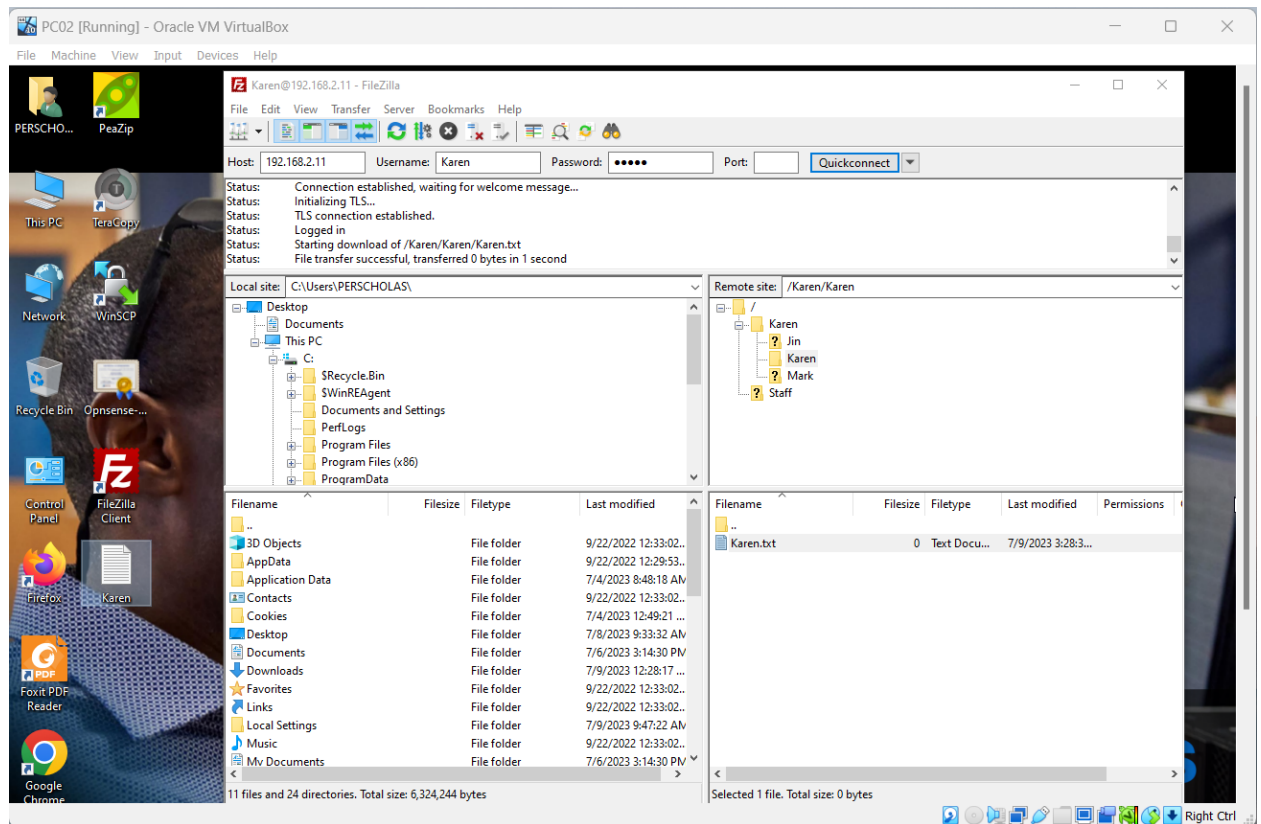 PC02 [Running] - Oracle VM VirtualBox
File Machine View Input Devices Help
PERSCHO...
PeaZip
This PC
TeraCopy
Network
WinSCP
Recycle Bin
Opnsense-...
Control Panel
FileZilla Client
Firefox
Karen
Foxit PDF Reader
Google Chrome
Karen@192.168.2.11 - FileZilla
File Edit View Transfer Server Bookmarks Help
Host: 192.168.2.11 Username: Karen Password: ●●●●● Port: Quickconnect
Status: Connection established, waiting for welcome message...
Status: Initializing TLS...
Status: TLS connection established.
Status: Logged in
Status: Starting download of /Karen/Karen/Karen.txt
Status: File transfer successful, transferred 0 bytes in 1 second
Local site: C:\Users\PERSCHOLAS\
Desktop
Documents
This PC
C:
$Recycle.Bin
$WinREAgent
Documents and Settings
PerfLogs
Program Files
Program Files (x86)
ProgramData
Remote site: /Karen/Karen
/
Karen
? Jin
Karen
? Mark
? Staff
Filename Filesize Filetype Last modified
..
3D Objects File folder 9/22/2022 12:33:02..
AppData File folder 9/22/2022 12:29:53..
Application Data File folder 7/4/2023 8:48:18 AM
Contacts File folder 9/22/2022 12:33:02..
Cookies File folder 7/4/2023 12:49:21 ...
Desktop File folder 7/8/2023 9:33:32 AM
Documents File folder 7/6/2023 3:14:30 PM
Downloads File folder 7/9/2023 12:28:17 ...
Favorites File folder 9/22/2022 12:33:02..
Links File folder 9/22/2022 12:33:02..
Local Settings File folder 7/9/2023 9:47:22 AM
Music File folder 9/22/2022 12:33:02..
My Documents File folder 7/6/2023 3:14:30 PM
11 files and 24 directories. Total size: 6,324,244 bytes
Filename Filesize Filetype Last modified Permissions
..
Karen.txt 0 Text Docu... 7/9/2023 3:28:3...
Selected 1 file. Total size: 0 bytes
Right Ctrl